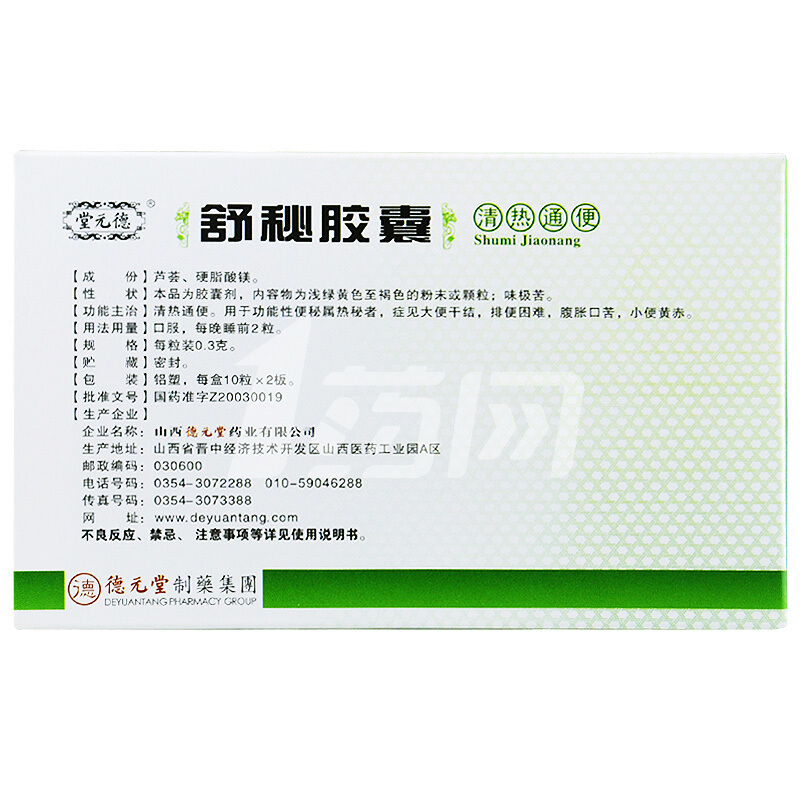 堂元德®
舒秘胶囊
清热通便
Shumi Jiaonang
【成　份】芦荟、硬脂酸镁。
【性　状】本品为胶囊剂，内容物为浅绿黄色至褐色的粉末或颗粒；味极苦。
【功能主治】清热通便。用于功能性便秘属热秘者，症见大便干结，排便困难，腹胀口苦，小便黄赤。
【用法用量】口服，每晚睡前2粒。
【规　格】每粒装0.3克。
【贮　藏】密封。
【包　装】铝塑，每盒10粒×2板。
【批准文号】国药准字Z20030019
【生产企业】
企业名称：山西德元堂药业有限公司
生产地址：山西省晋中经济技术开发区山西医药工业园A区
邮政编码：030600
电话号码：0354-3072288　010-59046288
传真号码：0354-3073388
网　址：www.deyuantang.com
不良反应、禁忌、注意事项等详见使用说明书。
1药网
德 德元堂制藥集團
DEYUANTANG PHARMACY GROUP